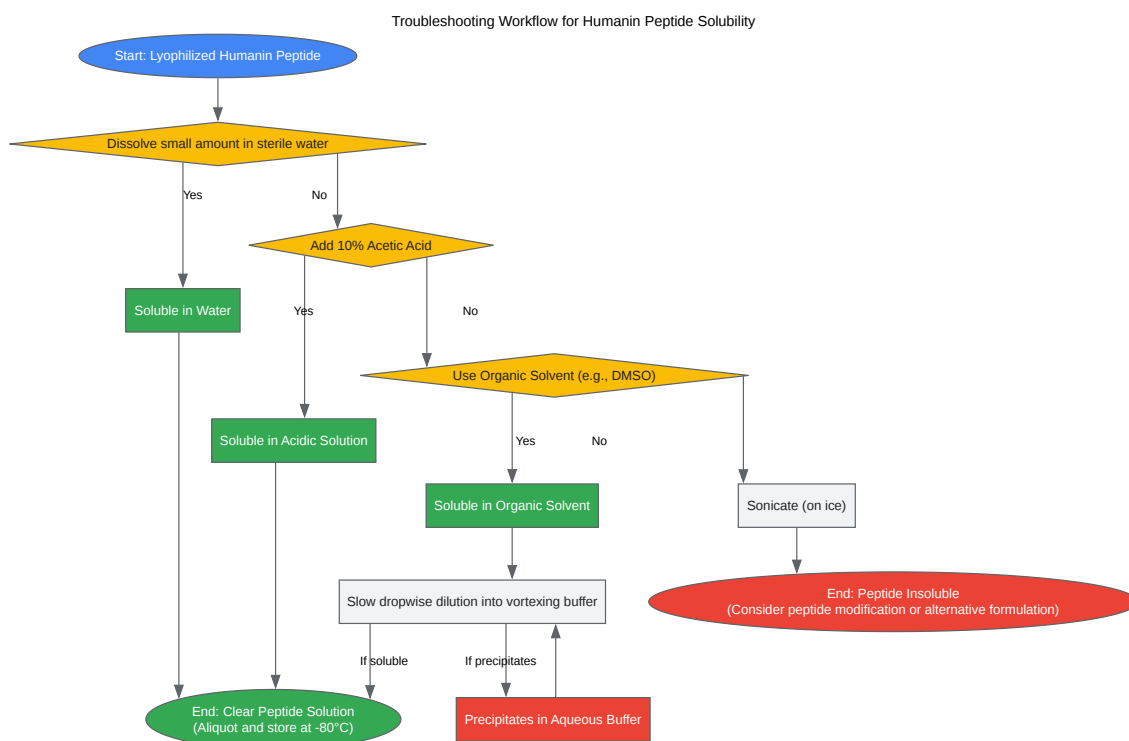 Troubleshooting Workflow for Humanin Peptide Solubility
Start: Lyophilized Humanin Peptide
Dissolve small amount in sterile water
Yes
No
Add 10% Acetic Acid
Soluble in Water
Yes
No
Use Organic Solvent (e.g., DMSO)
Soluble in Acidic Solution
Yes
No
Soluble in Organic Solvent
Sonicate (on ice)
Slow dropwise dilution into vortexing buffer
End: Peptide Insoluble
(Consider peptide modification or alternative formulation)
If soluble
If precipitates
End: Clear Peptide Solution
(Aliquot and store at -80°C)
Precipitates in Aqueous Buffer